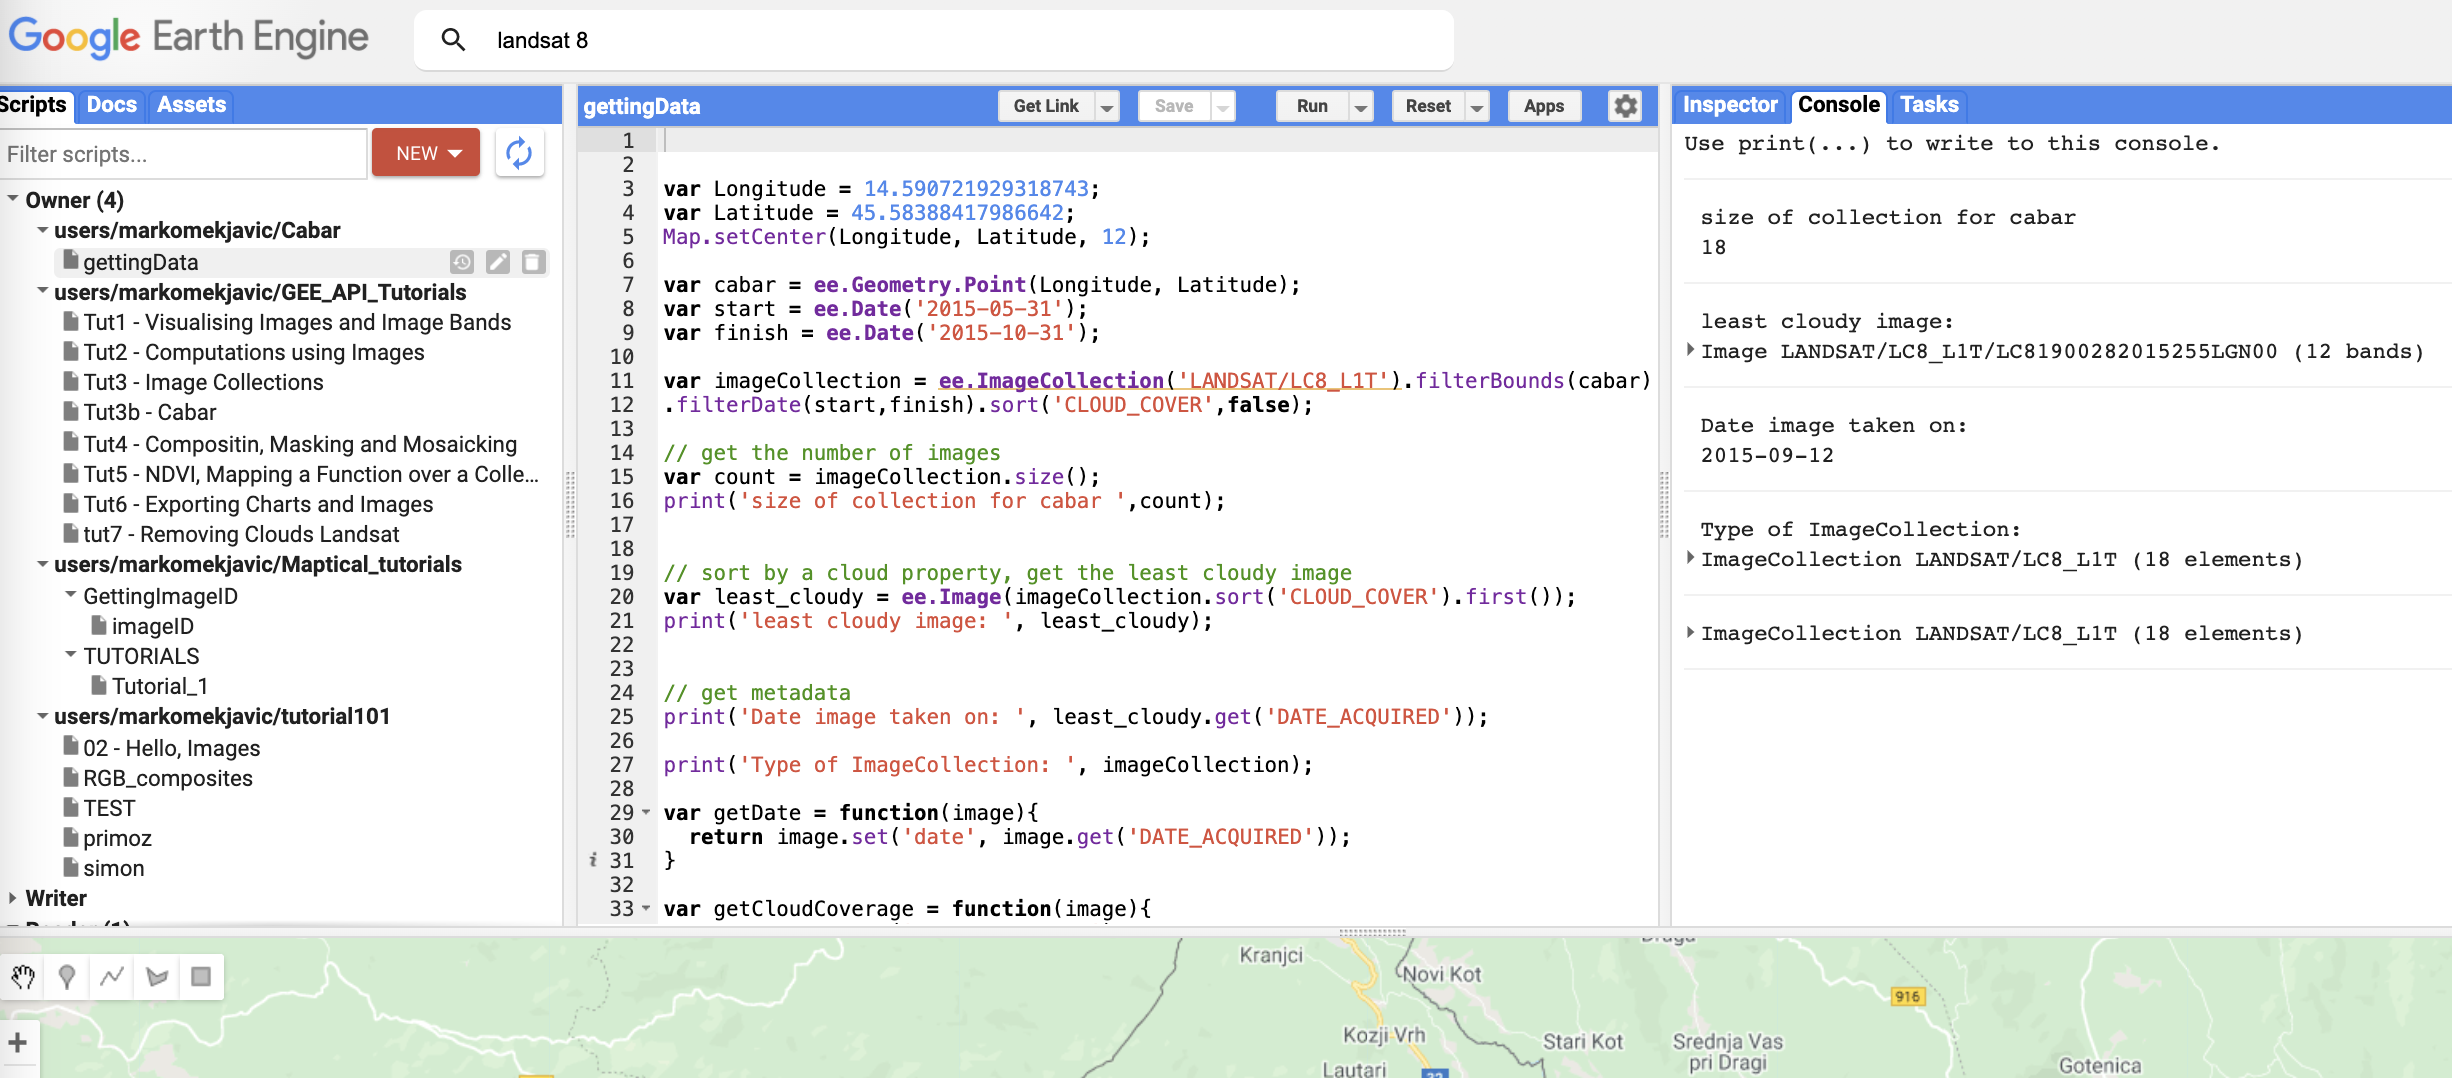 Google Earth Engine
landsat 8
Scripts
Docs
Assets
Filter scripts...
NEW
Owner (4)
users/markomekjavic/Cabar
gettingData
users/markomekjavic/GEE_API_Tutorials
Tut1 - Visualising Images and Image Bands
Tut2 - Computations using Images
Tut3 - Image Collections
Tut3b - Cabar
Tut4 - Compositin, Masking and Mosaicking
Tut5 - NDVI, Mapping a Function over a Colle...
Tut6 - Exporting Charts and Images
tut7 - Removing Clouds Landsat
users/markomekjavic/Maptical_tutorials
GettingImageID
imageID
TUTORIALS
Tutorial_1
users/markomekjavic/tutorial101
02 - Hello, Images
RGB_composites
TEST
primoz
simon
Writer
gettingData
Get Link
Save
Run
Reset
Apps
1
2
3 var Longitude = 14.590721929318743;
4 var Latitude = 45.58388417986642;
5 Map.setCenter(Longitude, Latitude, 12);
6
7 var cabar = ee.Geometry.Point(Longitude, Latitude);
8 var start = ee.Date('2015-05-31');
9 var finish = ee.Date('2015-10-31');
10
11 var imageCollection = ee.ImageCollection('LANDSAT/LC8_L1T').filterBounds(cabar)
12 .filterDate(start,finish).sort('CLOUD_COVER',false);
13
14 // get the number of images
15 var count = imageCollection.size();
16 print('size of collection for cabar ',count);
17
18
19 // sort by a cloud property, get the least cloudy image
20 var least_cloudy = ee.Image(imageCollection.sort('CLOUD_COVER').first());
21 print('least cloudy image: ', least_cloudy);
22
23
24 // get metadata
25 print('Date image taken on: ', least_cloudy.get('DATE_ACQUIRED'));
26
27 print('Type of ImageCollection: ', imageCollection);
28
29 var getDate = function(image){
30 return image.set('date', image.get('DATE_ACQUIRED'));
i 31 }
32
33 var getCloudCoverage = function(image){
Inspector
Console
Tasks
Use print(...) to write to this console.
size of collection for cabar
18
least cloudy image:
Image LANDSAT/LC8_L1T/LC81900282015255LGN00 (12 bands)
Date image taken on:
2015-09-12
Type of ImageCollection:
ImageCollection LANDSAT/LC8_L1T (18 elements)
ImageCollection LANDSAT/LC8_L1T (18 elements)
Kranjci
Novi Kot
916
Kozji Vrh
Stari Kot
Srednja Vas
pri Dragi
Gotenica
Lautari